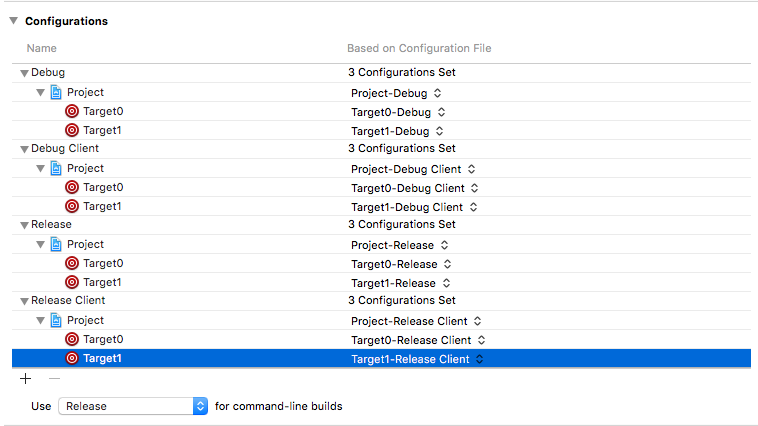 Configurations
Name Based on Configuration File
Debug 3 Configurations Set
Project Project-Debug
Target0 Target0-Debug
Target1 Target1-Debug
Debug Client 3 Configurations Set
Project Project-Debug Client
Target0 Target0-Debug Client
Target1 Target1-Debug Client
Release 3 Configurations Set
Project Project-Release
Target0 Target0-Release
Target1 Target1-Release
Release Client 3 Configurations Set
Project Project-Release Client
Target0 Target0-Release Client
Target1 Target1-Release Client
Use Release for command-line builds